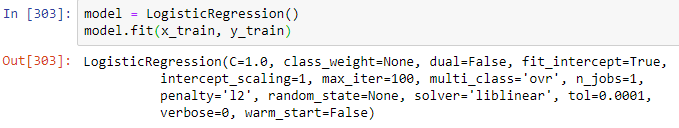 In [303]: model = LogisticRegression()
model.fit(x_train, y_train)
Out[303]: LogisticRegression(C=1.0, class_weight=None, dual=False, fit_intercept=True,
intercept_scaling=1, max_iter=100, multi_class='ovr', n_jobs=1,
penalty='l2', random_state=None, solver='liblinear', tol=0.0001,
verbose=0, warm_start=False)